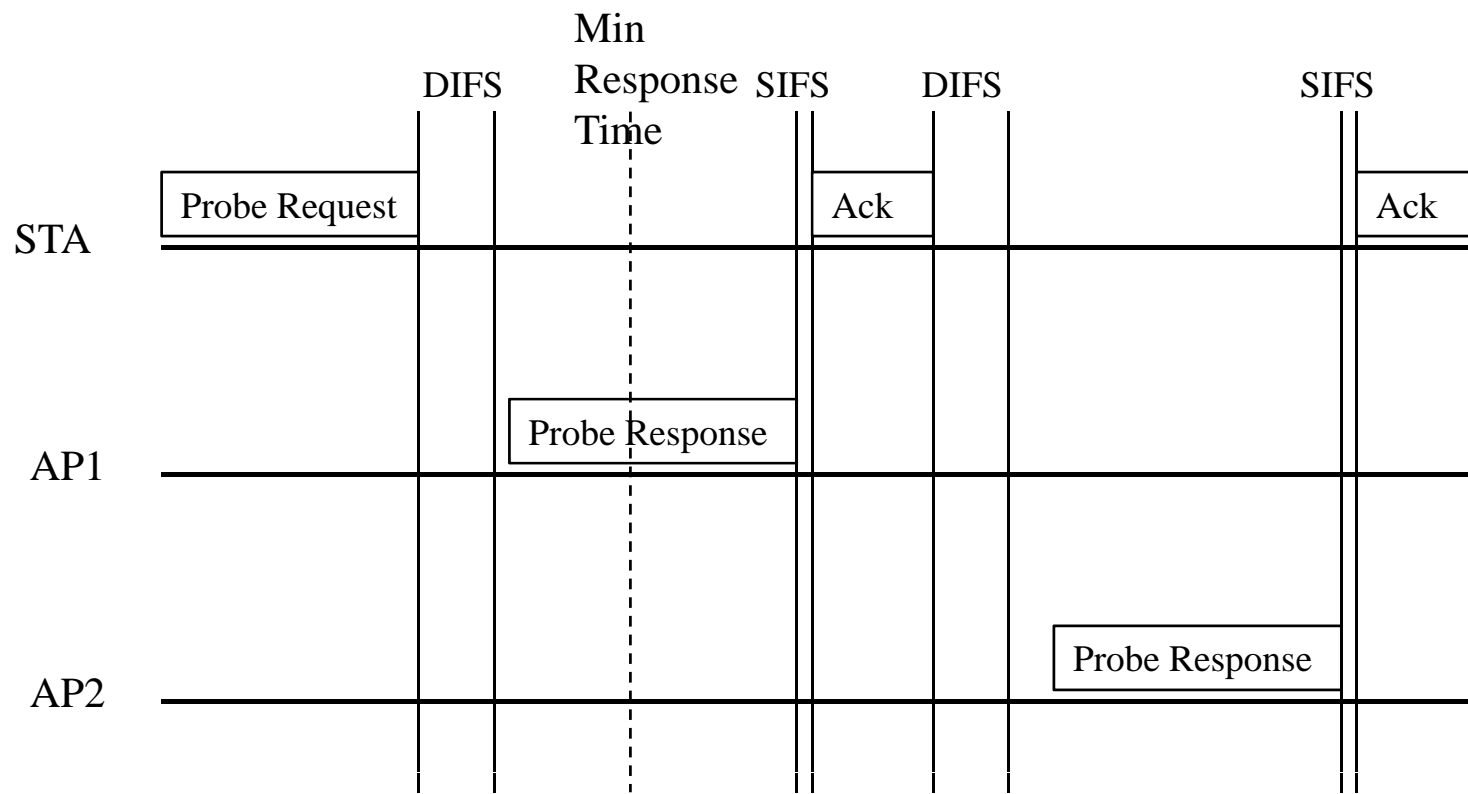 Min
Response
Time
DIFS
SIFS
DIFS
SIFS
Probe Request
Ack
Ack
STA
Probe Response
AP1
Probe Response
AP2